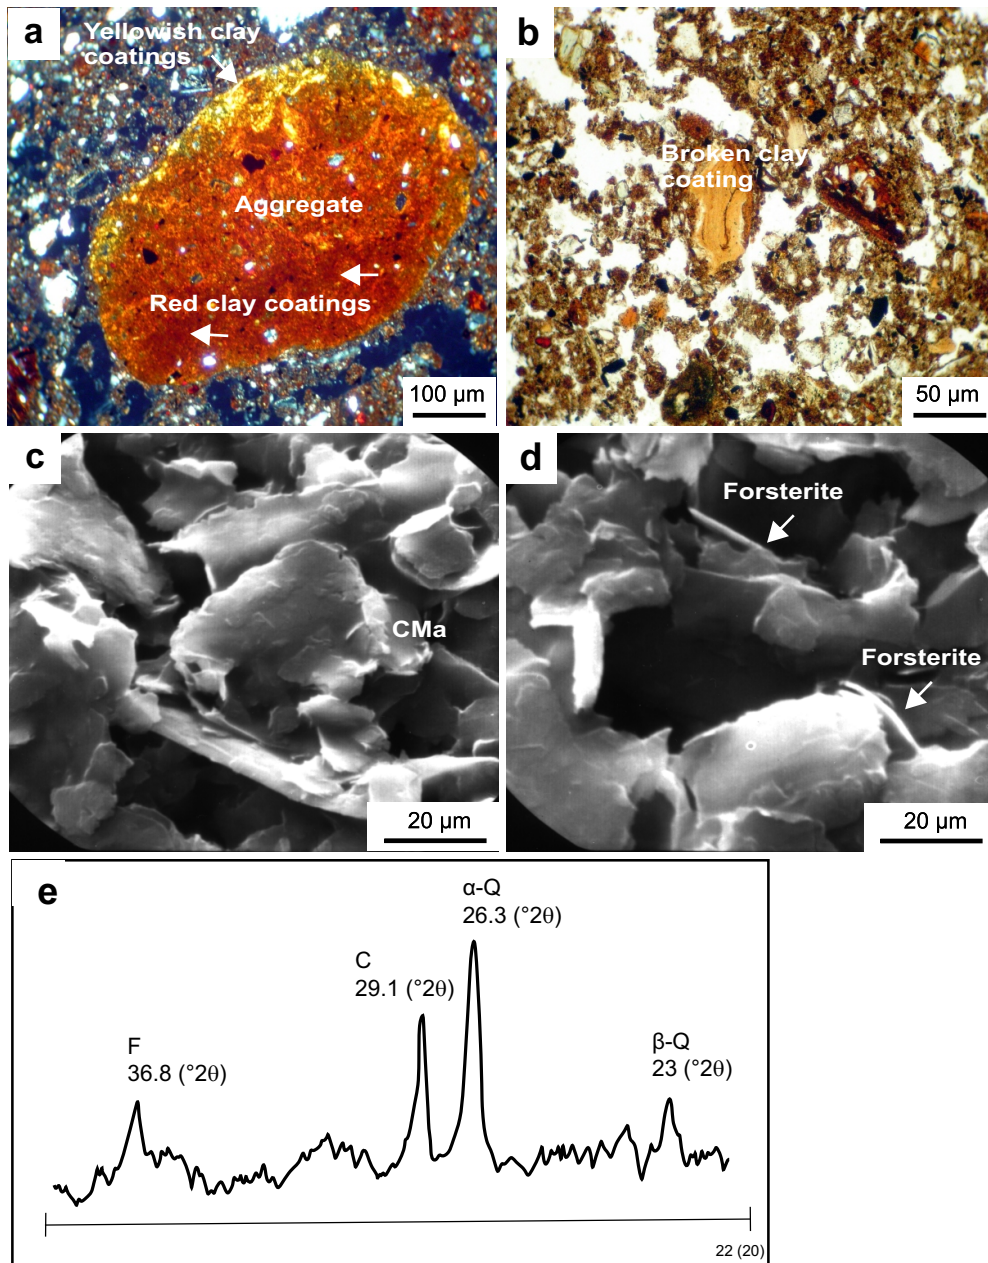 a
Yellowish clay
coatings
Aggregate
Red clay coatings
100 μm
b
Broken clay
coating
50 μm
c
CMa
20 μm
d
Forsterite
Forsterite
20 μm
e
α-Q
26.3 (°2θ)
C
29.1 (°2θ)
F
36.8 (°2θ)
β-Q
23 (°2θ)
22 (20)